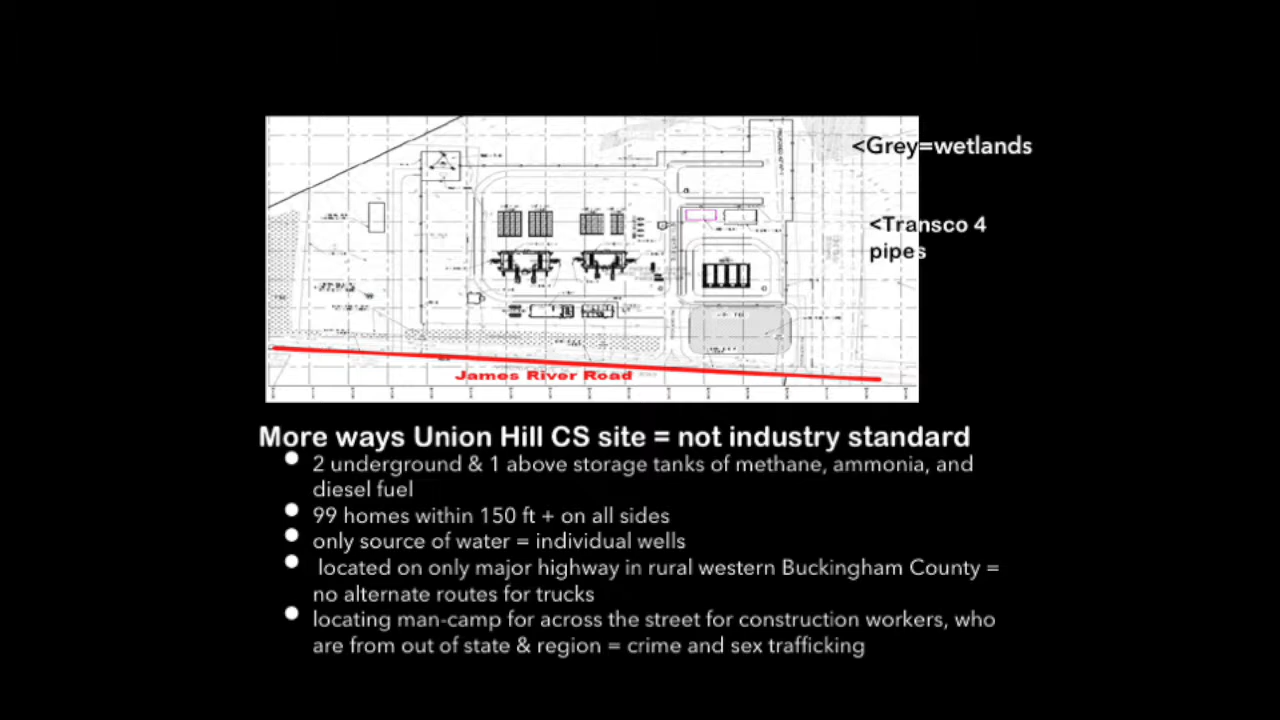 <Grey=wetlands
<Transco 4
pipes
James River Road
More ways Union Hill CS site = not industry standard
2 underground & 1 above storage tanks of methane, ammonia, and
diesel fuel
99 homes within 150 ft + on all sides
only source of water = individual wells
located on only major highway in rural western Buckingham County =
no alternate routes for trucks
locating man-camp for across the street for construction workers, who
are from out of state & region = crime and sex trafficking